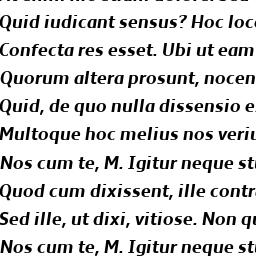 Quid iudicant sensus? Hoc loc
Confecta res esset. Ubi ut eam
Quorum altera prosunt, nocen
Quid, de quo nulla dissensio e
Multoque hoc melius nos veriu
Nos cum te, M. Igitur neque stu
Quod cum dixissent, ille contra
Sed ille, ut dixi, vitiose. Non qu
Nos cum te, M. Igitur neque stu